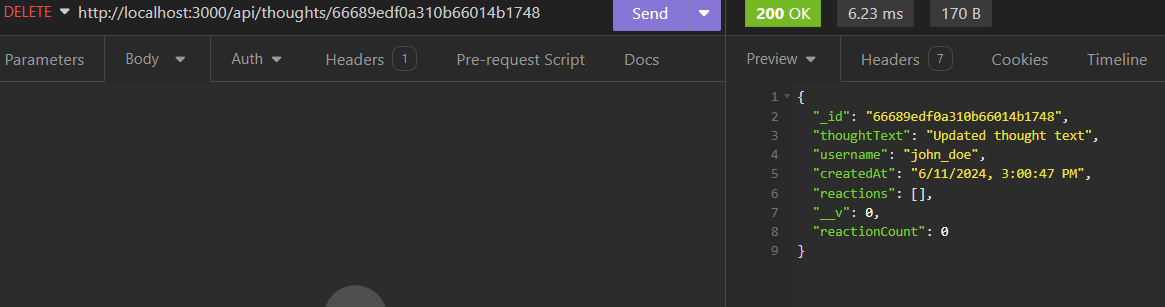 DELETE http://localhost:3000/api/thoughts/66689edf0a310b66014b1748 Send 200 OK 6.23 ms 170 B
Parameters Body Auth Headers 1 Pre-request Script Docs Preview Headers 7 Cookies Timeline
1 {
2 "_id": "66689edf0a310b66014b1748",
3 "thoughtText": "Updated thought text",
4 "username": "john_doe",
5 "createdAt": "6/11/2024, 3:00:47 PM",
6 "reactions": [],
7 "__v": 0,
8 "reactionCount": 0
9 }